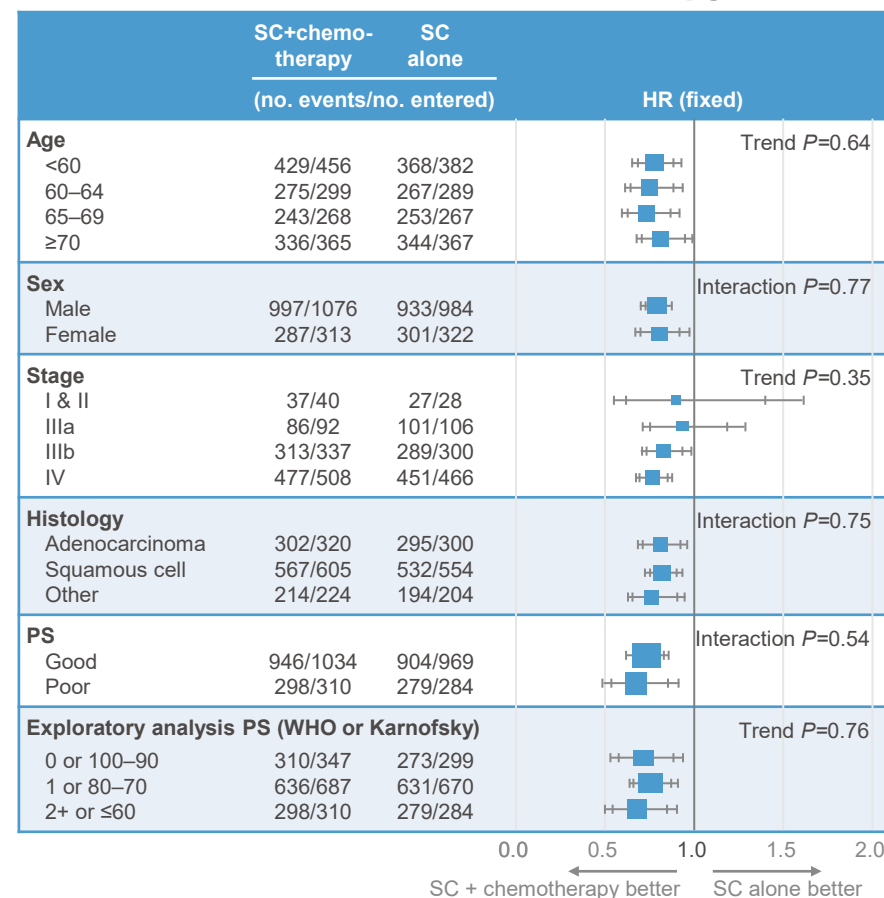 SC+chemo-
therapy
SC
alone
(no. events/no. entered)
HR (fixed)
Age
Trend P=0.64
<60 429/456 368/382
60–64 275/299 267/289
65–69 243/268 253/267
≥70 336/365 344/367
Sex
Interaction P=0.77
Male 997/1076 933/984
Female 287/313 301/322
Stage
Trend P=0.35
I & II 37/40 27/28
IIIa 86/92 101/106
IIIb 313/337 289/300
IV 477/508 451/466
Histology
Interaction P=0.75
Adenocarcinoma 302/320 295/300
Squamous cell 567/605 532/554
Other 214/224 194/204
PS
Interaction P=0.54
Good 946/1034 904/969
Poor 298/310 279/284
Exploratory analysis PS (WHO or Karnofsky)
Trend P=0.76
0 or 100–90 310/347 273/299
1 or 80–70 636/687 631/670
2+ or ≤60 298/310 279/284
0.0 0.5 1.0 1.5 2.0
SC + chemotherapy better SC alone better